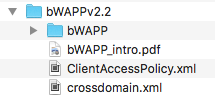 bWAPPv2.2
bWAPP
bWAPP_intro.pdf
ClientAccessPolicy.xml
crossdomain.xml